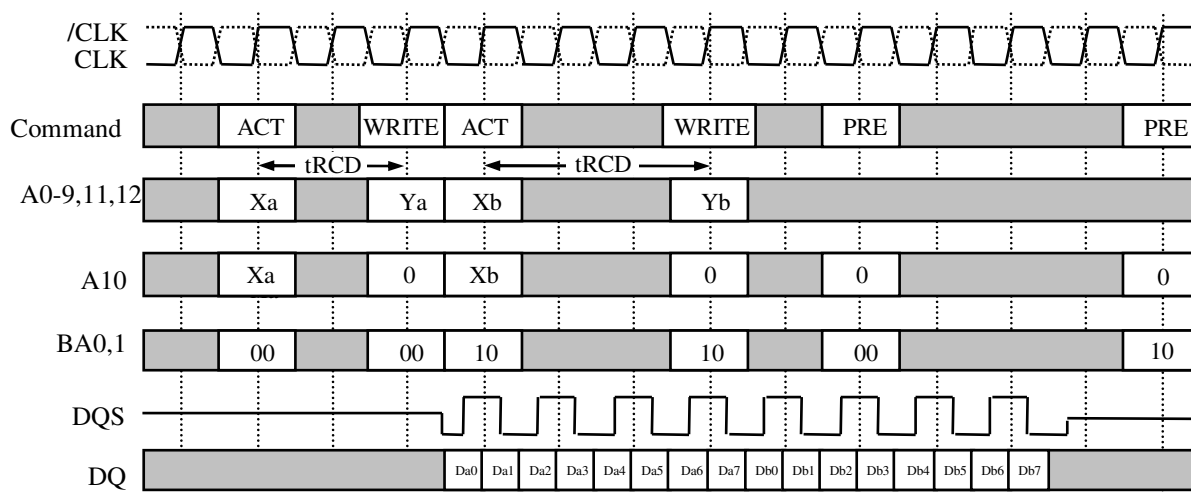 /CLK
CLK
Command ACT WRITE ACT WRITE PRE PRE
tRCD tRCD
A0-9,11,12 Xa Ya Xb Yb
A10 Xa 0 Xb 0 0 0
BA0,1 00 00 10 10 00 10
DQS
DQ Da0 Da1 Da2 Da3 Da4 Da5 Da6 Da7 Db0 Db1 Db2 Db3 Db4 Db5 Db6 Db7